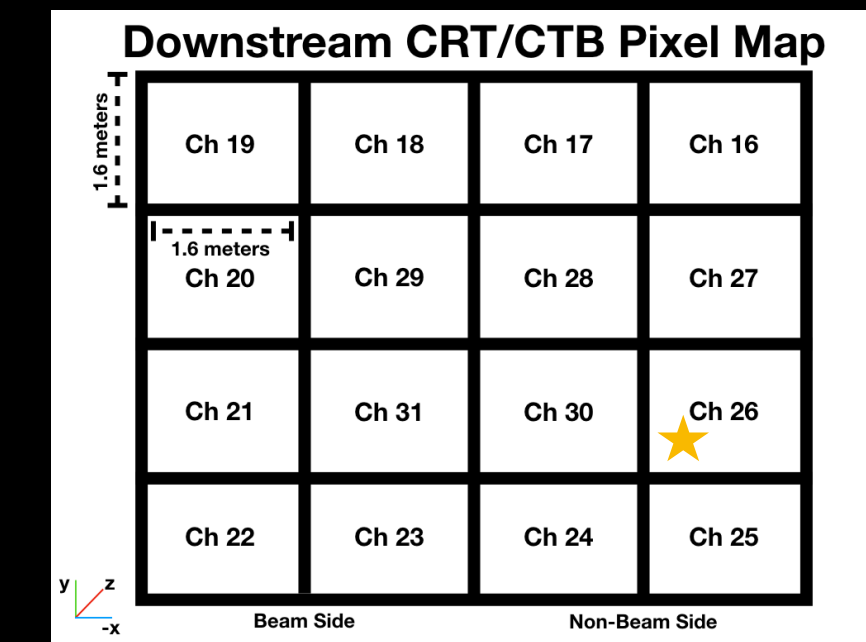 Downstream CRT/CTB Pixel Map
1.6 meters
Ch 19 Ch 18 Ch 17 Ch 16
1.6 meters
Ch 20 Ch 29 Ch 28 Ch 27
Ch 21 Ch 31 Ch 30 Ch 26
Ch 22 Ch 23 Ch 24 Ch 25
y z
-x
Beam Side Non-Beam Side